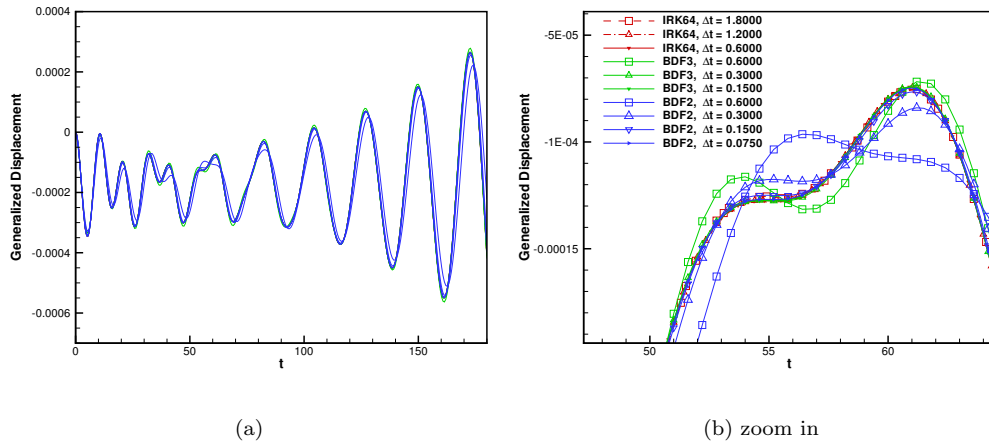 0.0004
0.0002
0
-0.0002
-0.0004
-0.0006
Generalized Displacement
0
50
100
150
t
(a)
IRK64, Δt = 1.8000
IRK64, Δt = 1.2000
IRK64, Δt = 0.6000
BDF3, Δt = 0.6000
BDF3, Δt = 0.3000
BDF3, Δt = 0.1500
BDF2, Δt = 0.6000
BDF2, Δt = 0.3000
BDF2, Δt = 0.1500
BDF2, Δt = 0.0750
-5E-05
-1E-04
-0.00015
Generalized Displacement
50
55
60
t
(b) zoom in